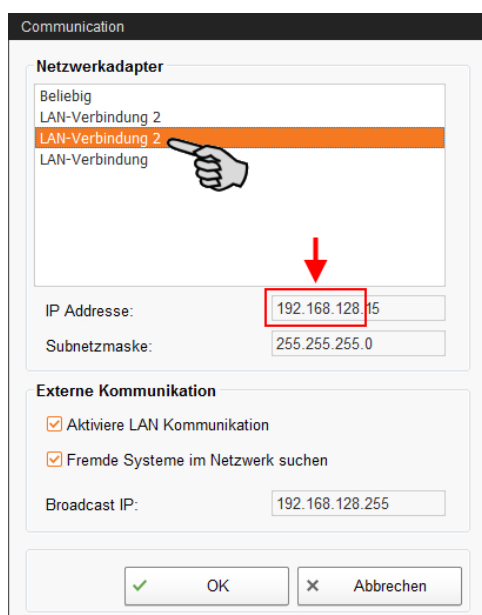 Communication
Netzwerkadapter
Beliebig
LAN-Verbindung 2
LAN-Verbindung 2
LAN-Verbindung
IP Addresse: 192.168.128.15
Subnetzmaske: 255.255.255.0
Externe Kommunikation
Aktiviere LAN Kommunikation
Fremde Systeme im Netzwerk suchen
Broadcast IP: 192.168.128.255
OK Abbrechen